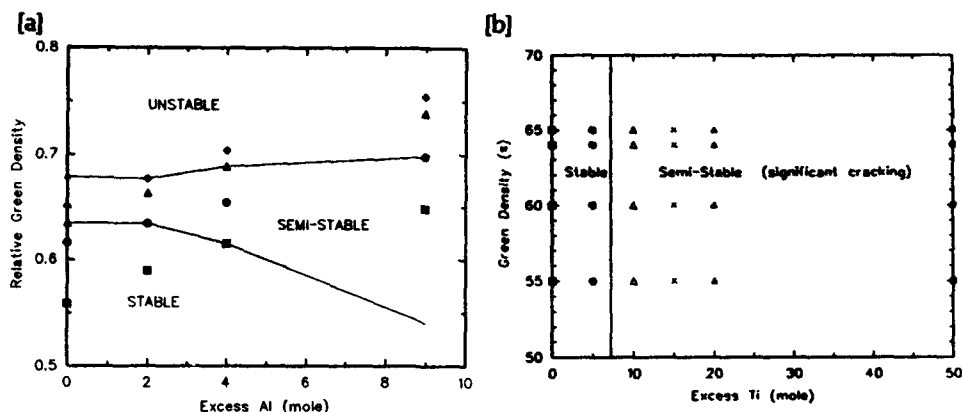 [a]
0.8
0.7
0.6
0.5
Relative Green Density
UNSTABLE
SEMI-STABLE
STABLE
0 2 4 6 8 10
Excess Al (mole)
[b]
70
65
60
55
50
Green Density (%)
Stable
Semi-Stable (significant cracking)
0 10 20 30 40 50
Excess Ti (mole)